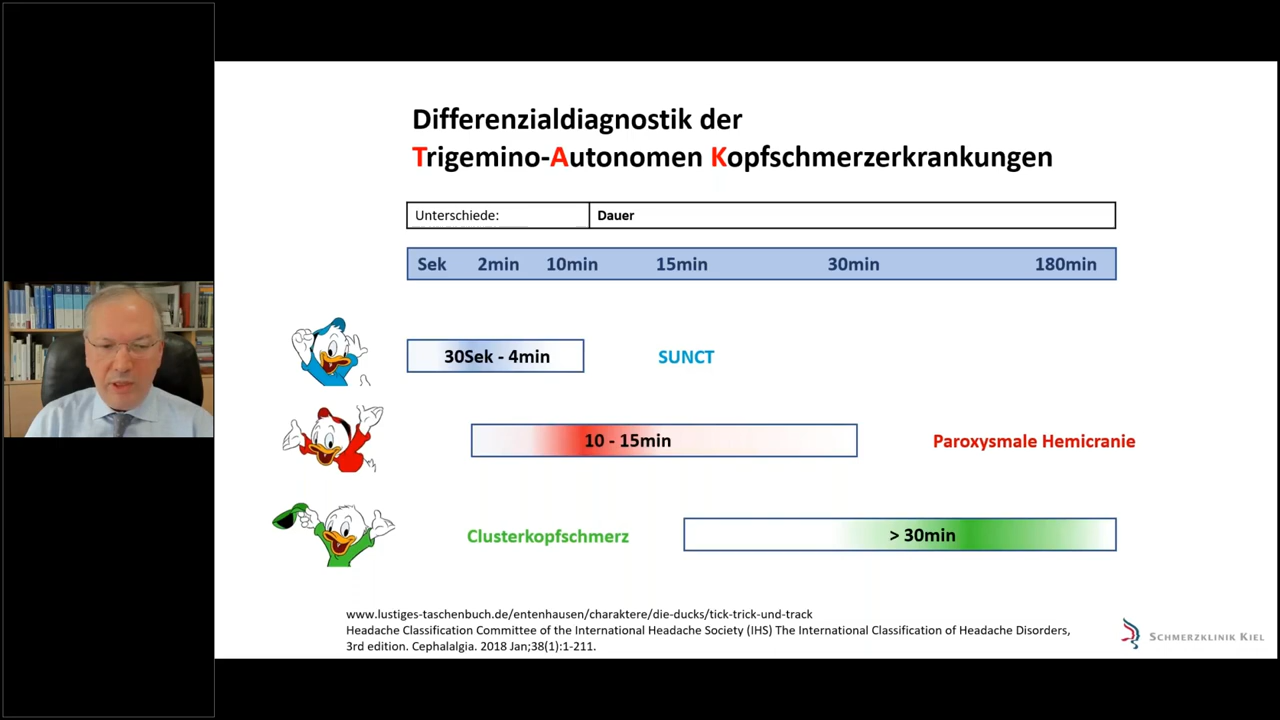 Differenzialdiagnostik der
Trigemino-Autonomen Kopfschmerzerkrankungen
Unterschiede: Dauer
Sek 2min 10min 15min 30min 180min
30Sek - 4min SUNCT
10 - 15min Paroxysmale Hemicranie
Clusterkopfschmerz > 30min
www.lustiges-taschenbuch.de/entenhausen/charaktere/die-ducks/tick-trick-und-track
Headache Classification Committee of the International Headache Society (IHS) The International Classification of Headache Disorders,
3rd edition. Cephalalgia. 2018 Jan;38(1):1-211.
SCHMERZKLINIK KIEL